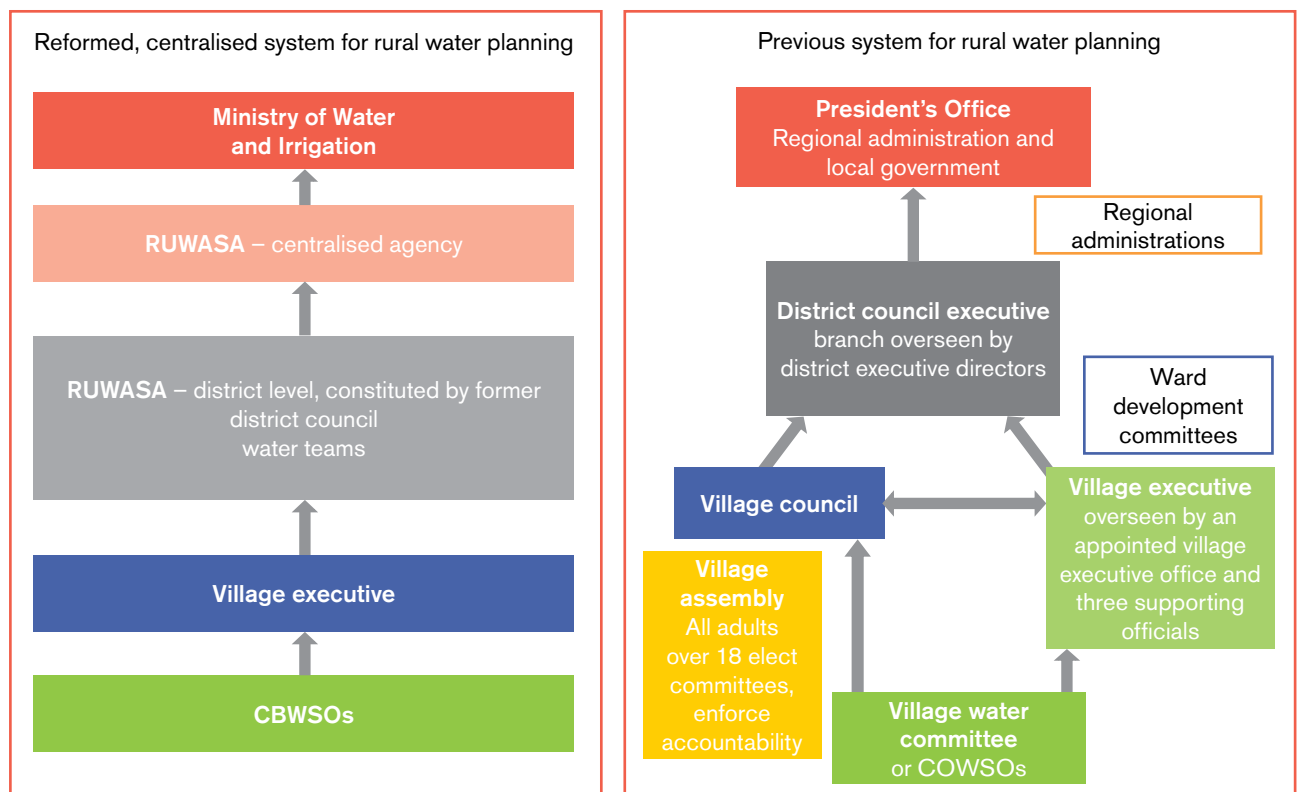 Reformed, centralised system for rural water planning
Ministry of Water
and Irrigation
RUWASA – centralised agency
RUWASA – district level, constituted by former
district council
water teams
Village executive
CBWSOs
Previous system for rural water planning
President’s Office
Regional administration and
local government
Regional
administrations
District council executive
branch overseen by
district executive directors
Ward
development
committees
Village council
Village executive
overseen by an
appointed village
executive office and
three supporting
officials
Village
assembly
All adults
over 18 elect
committees,
enforce
accountability
Village water
committee
or COWSOs